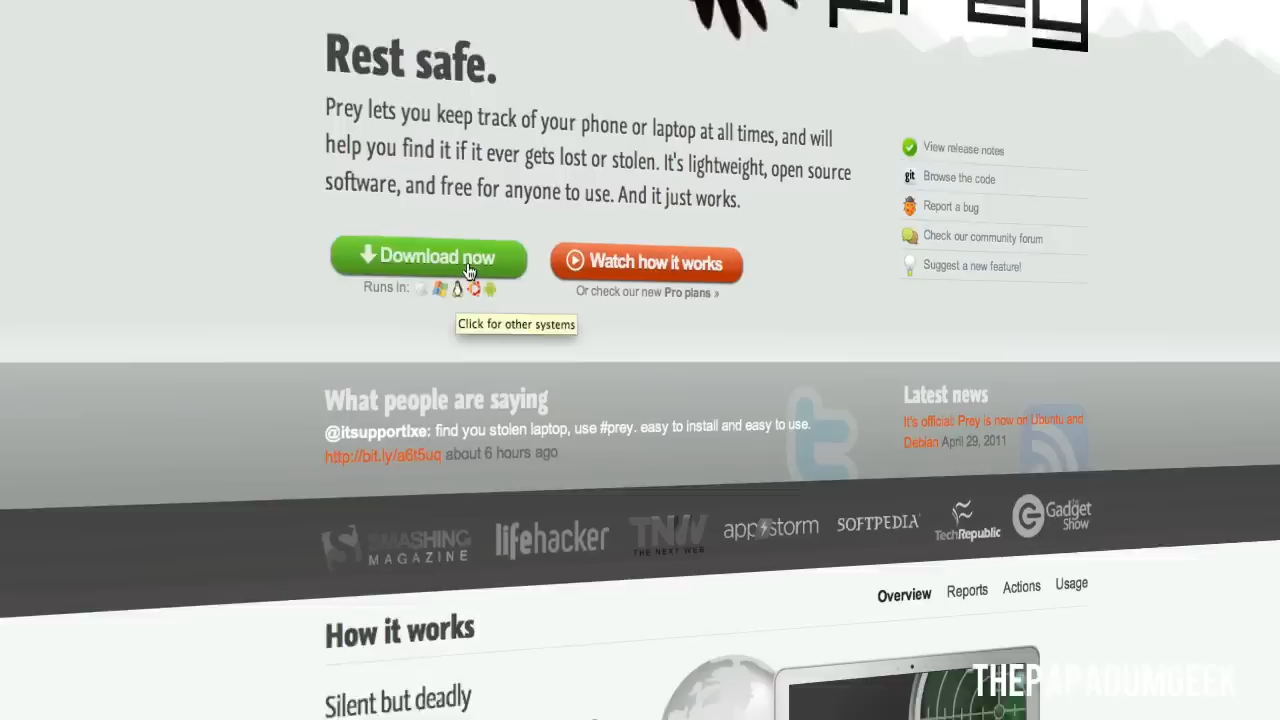 prey
Rest safe.
Prey lets you keep track of your phone or laptop at all times, and will
help you find it if it ever gets lost or stolen. It's lightweight, open source
software, and free for anyone to use. And it just works.
Download now
Watch how it works
Runs in:
Or check our new Pro plans »
Click for other systems
View release notes
git Browse the code
Report a bug
Check our community forum
Suggest a new feature!
What people are saying
@itsupportlxe: find you stolen laptop, use #prey. easy to install and easy to use.
http://bit.ly/a6t5uq about 6 hours ago
Latest news
It's official: Prey is now on Ubuntu and
Debian April 29, 2011
SMASHING
MAGAZINE
lifehacker
TNW
THE NEXT WEB
appstorm
SOFTPEDIA
TechRepublic
the Gadget
Show
Overview Reports Actions Usage
How it works
Silent but deadly
THEPAPADUMGEEK